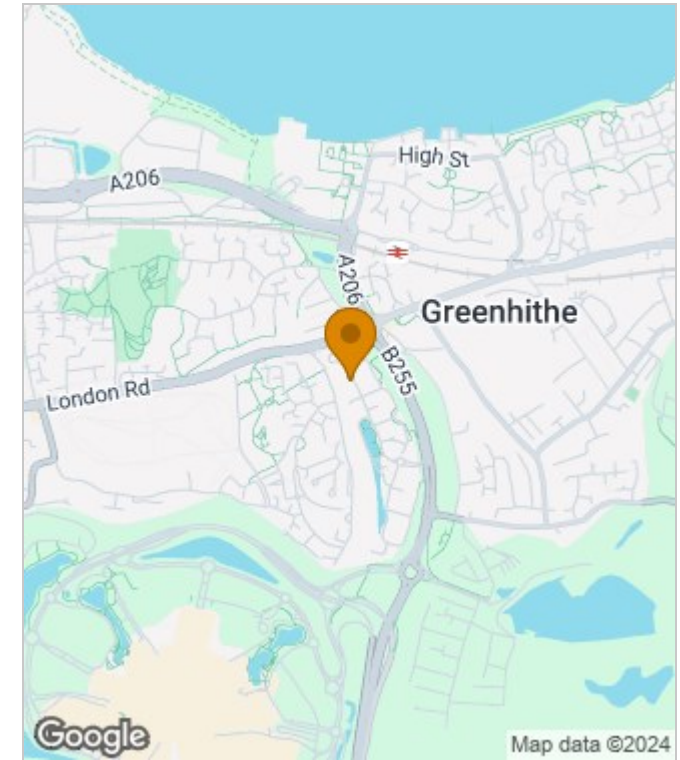 High St
A206
A206
Greenhithe
B255
London Rd
Google
Map data ©2024